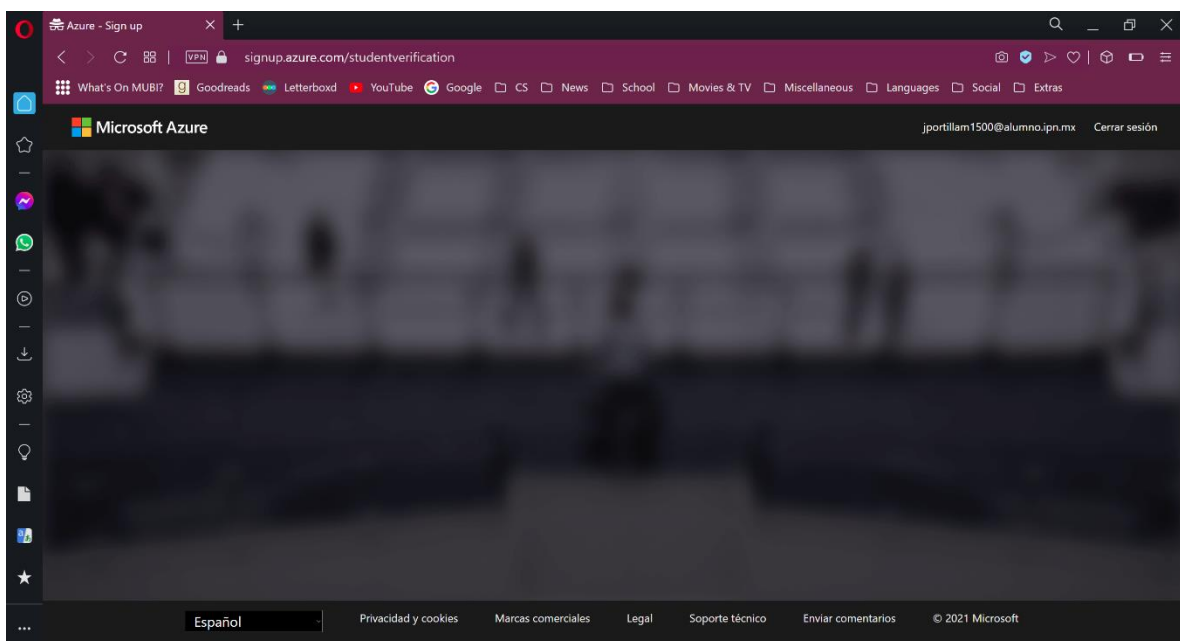 Azure - Sign up
VPN signup.azure.com/studentverification
What's On MUBI? Goodreads Letterboxd YouTube Google CS News School Movies & TV Miscellaneous Languages Social Extras
Microsoft Azure jportillam1500@alumno.ipn.mx Cerrar sesión
Español Privacidad y cookies Marcas comerciales Legal Soporte técnico Enviar comentarios © 2021 Microsoft